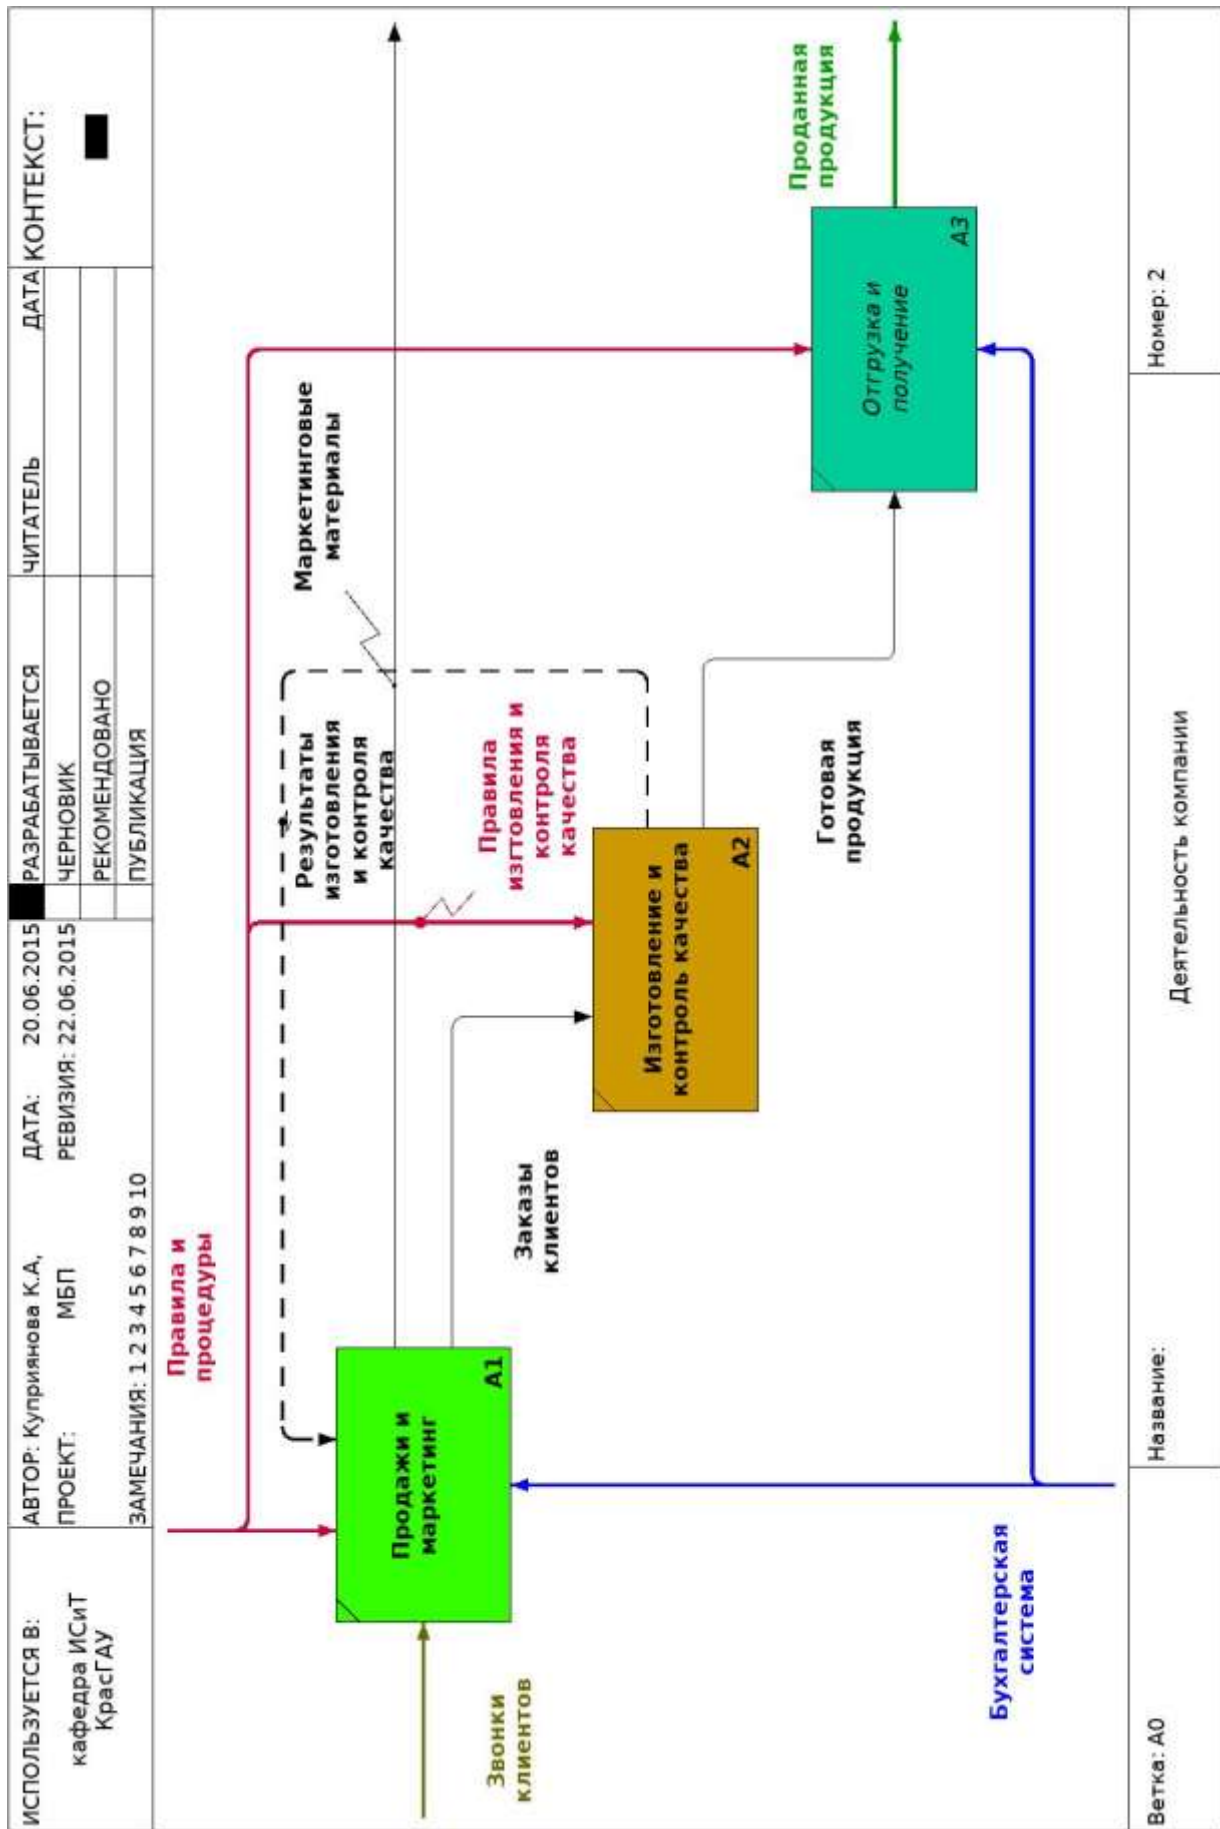 ИСПОЛЬЗУЕТСЯ В:
кафедра ИСиТ
КрасГАУ
АВТОР: Куприянова К.А,
ПРОЕКТ: МБП
ЗАМЕЧАНИЯ: 1 2 3 4 5 6 7 8 9 10
ДАТА: 20.06.2015
РЕВИЗИЯ: 22.06.2015
РАЗРАБАТЫВАЕТСЯ
ЧЕРНОВИК
РЕКОМЕНДОВАНО
ПУБЛИКАЦИЯ
ЧИТАТЕЛЬ
ДАТА
КОНТЕКСТ:
Правила и
процедуры
Маркетинговые
материалы
Результаты
изготовления
и контроля
качества
Правила
изгтовления и
контроля
качества
Звонки
клиентов
Продажи и
маркетинг
A1
Заказы
клиентов
Изготовление и
контроль качества
A2
Готовая
продукция
Отгрузка и
получение
A3
Проданная
продукция
Бухгалтерская
система
Ветка: A0
Название:
Деятельность компании
Номер: 2